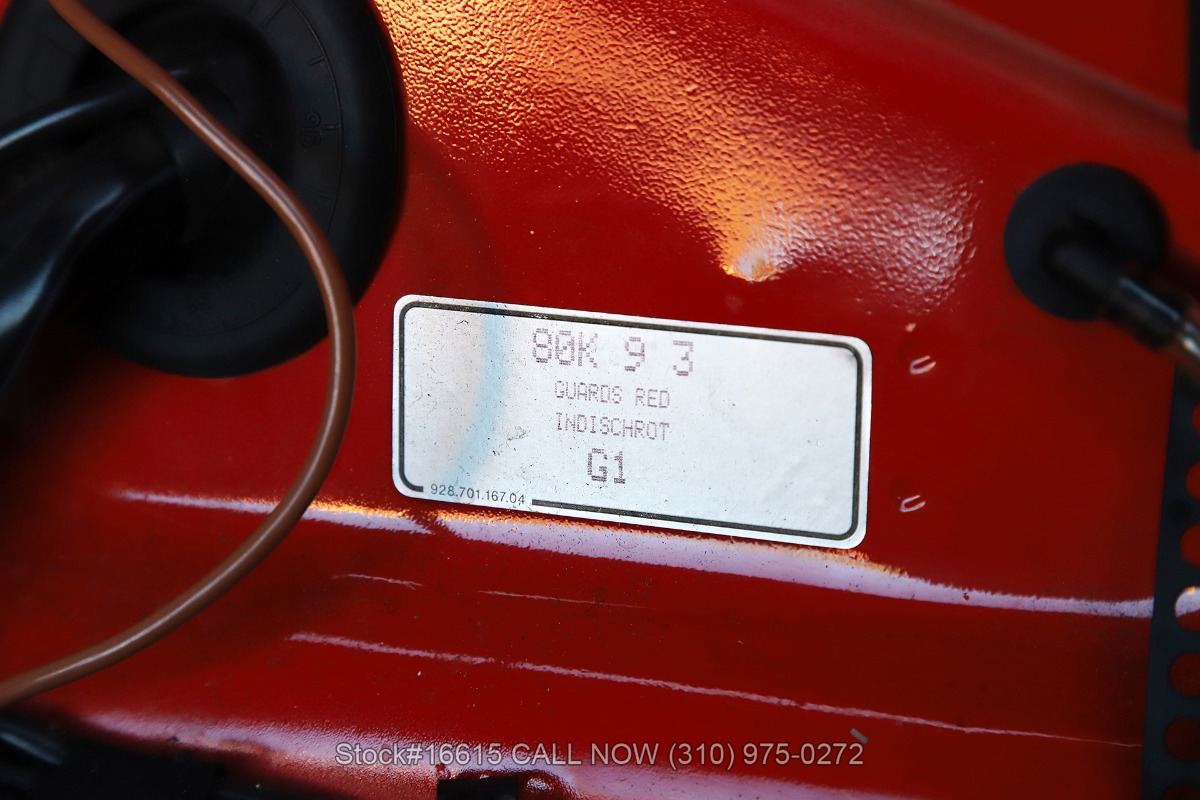 80K 9 3
GUARDS RED
INDISCHROT
G1
928.701.167.04
Stock#16615 CALL NOW (310) 975-0272